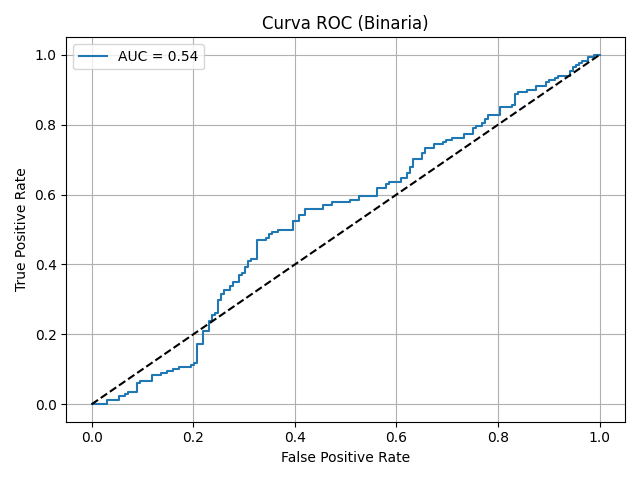 Curva ROC (Binaria)
AUC = 0.54
True Positive Rate
1.0
0.8
0.6
0.4
0.2
0.0
0.0 0.2 0.4 0.6 0.8 1.0
False Positive Rate